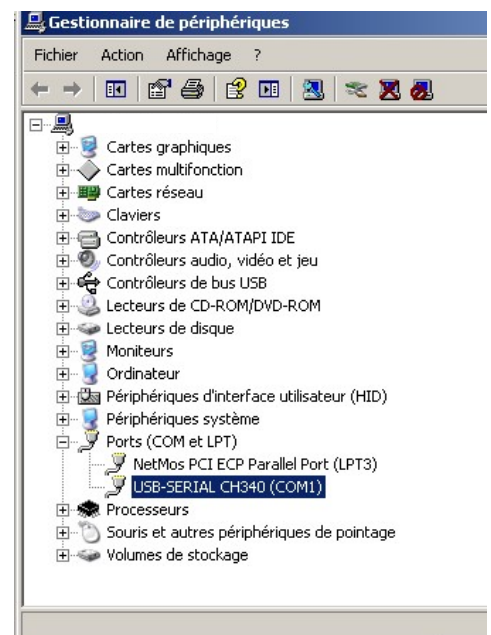 Gestionnaire de périphériques
Fichier Action Affichage ?
Cartes graphiques
Cartes multifonction
Cartes réseau
Claviers
Contrôleurs ATA/ATAPI IDE
Contrôleurs audio, vidéo et jeu
Contrôleurs de bus USB
Lecteurs de CD-ROM/DVD-ROM
Lecteurs de disque
Moniteurs
Ordinateur
Périphériques d'interface utilisateur (HID)
Périphériques système
Ports (COM et LPT)
NetMos PCI ECP Parallel Port (LPT3)
USB-SERIAL CH340 (COM1)
Processeurs
Souris et autres périphériques de pointage
Volumes de stockage